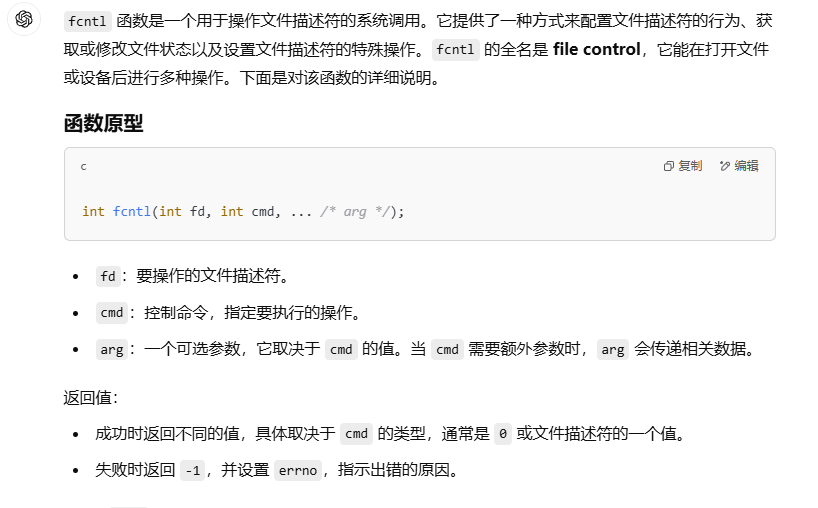 fcntl 函数是一个用于操作文件描述符的系统调用。它提供了一种方式来配置文件描述符的行为、获
取或修改文件状态以及设置文件描述符的特殊操作。fcntl 的全名是 file control，它能在打开文件
或设备后进行多种操作。下面是对该函数的详细说明。
函数原型
c 复制 编辑
int fcntl(int fd, int cmd, ... /* arg */);
• fd：要操作的文件描述符。
• cmd：控制命令，指定要执行的操作。
• arg：一个可选参数，它取决于 cmd 的值。当 cmd 需要额外参数时，arg 会传递相关数据。
返回值：
• 成功时返回不同的值，具体取决于 cmd 的类型，通常是 0 或文件描述符的一个值。
• 失败时返回 -1，并设置 errno，指示出错的原因。